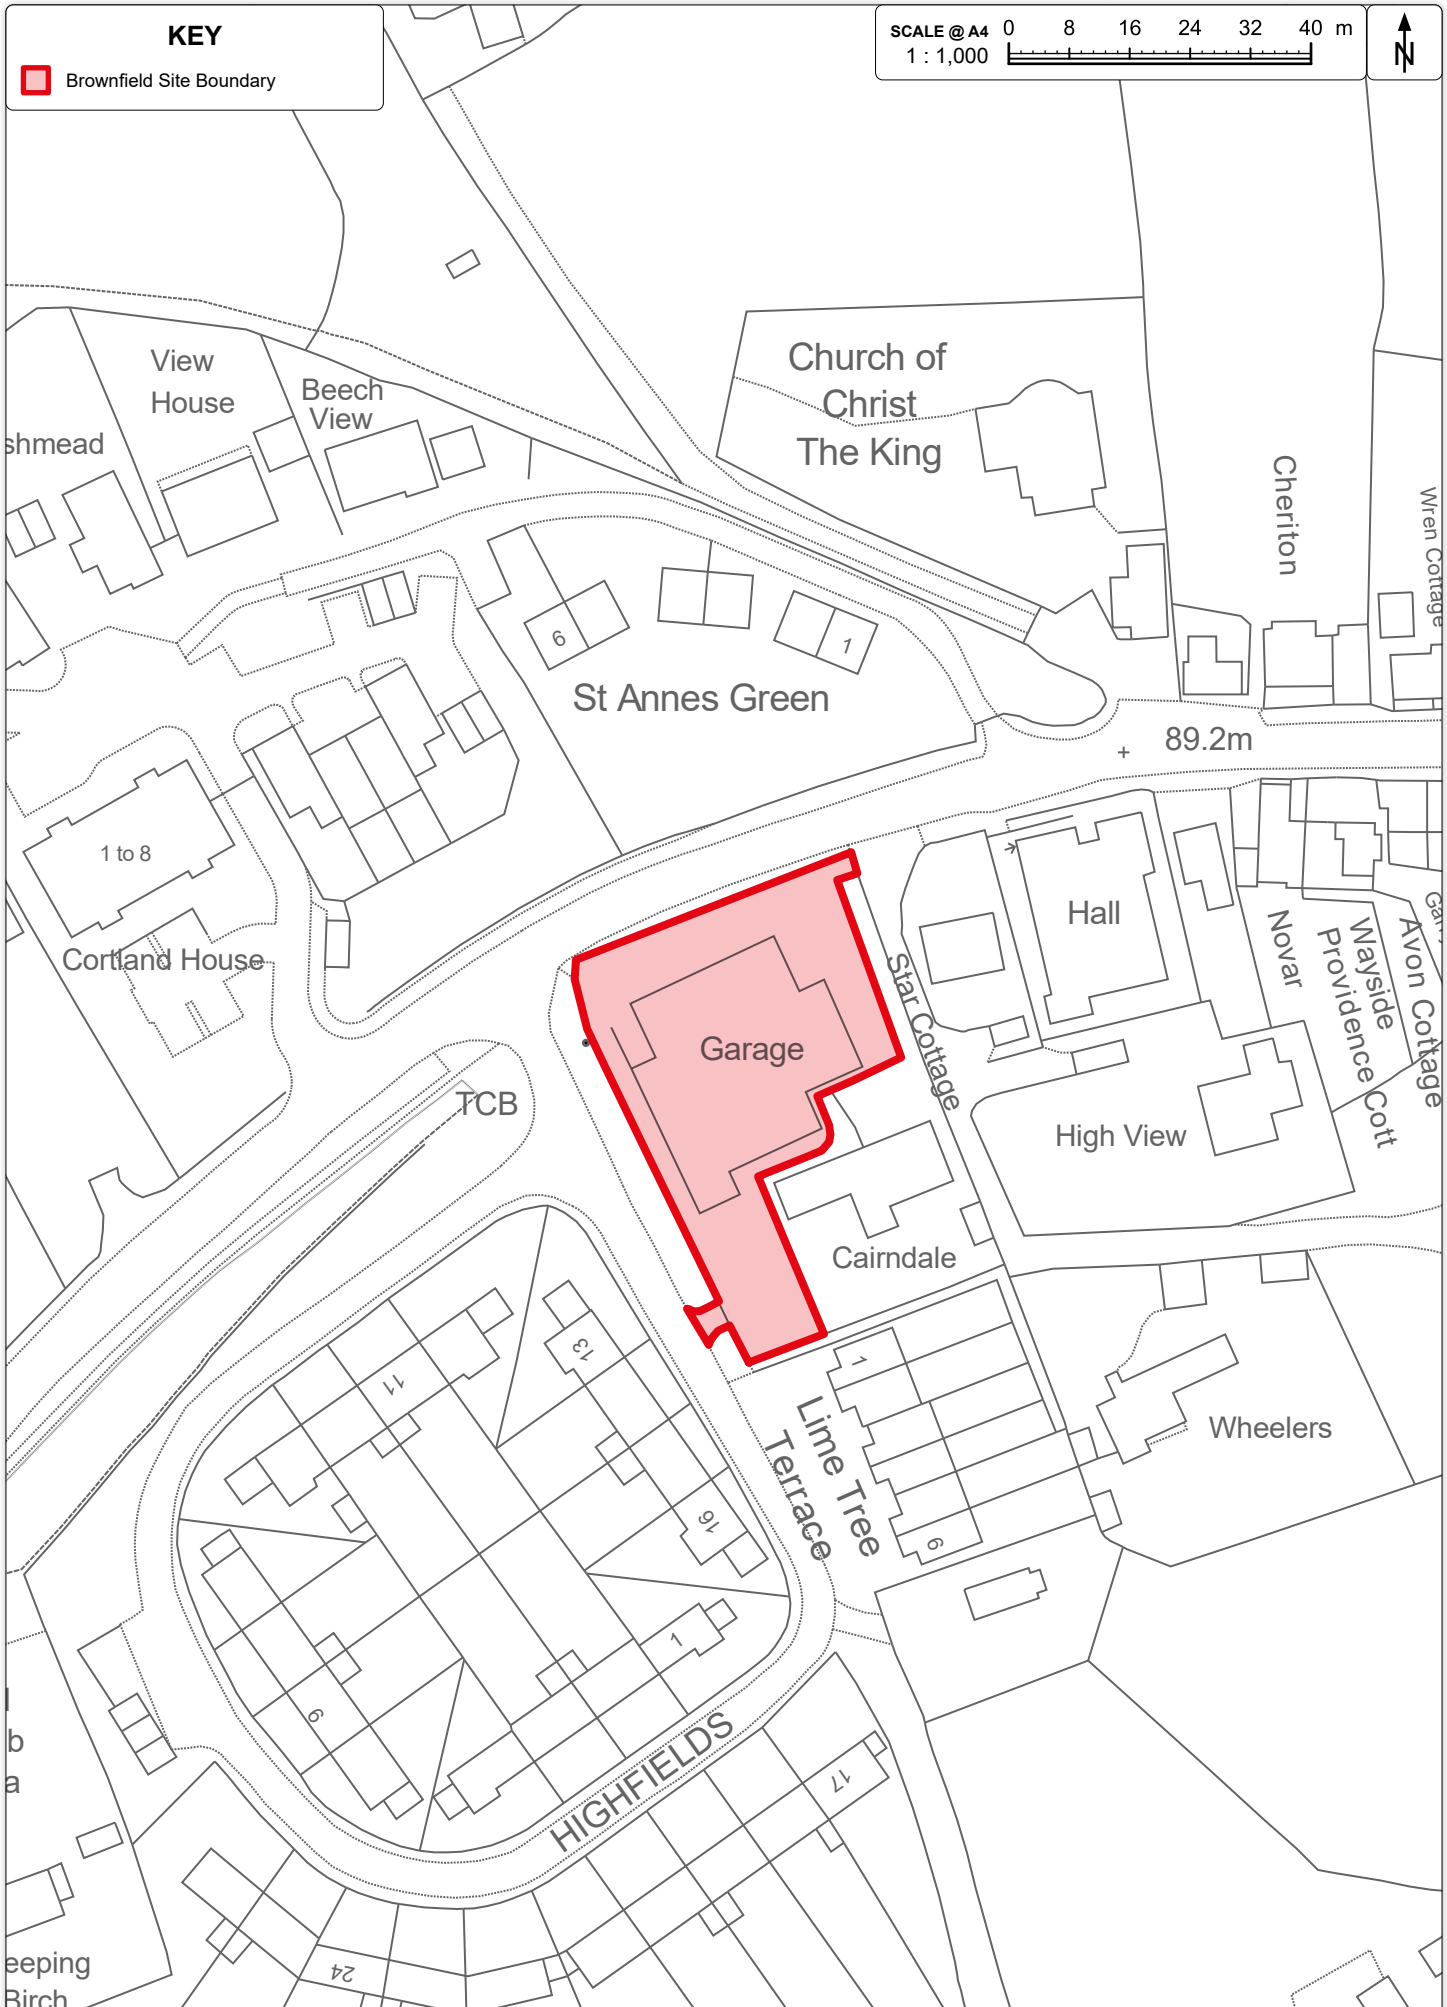 KEY
Brownfield Site Boundary
SCALE @ A4
1 : 1,000
0 8 16 24 32 40 m
N
View
House
Beech
View
shmead
Church of
Christ
The King
Cheriton
Wren Cottage
6
1
St Annes Green
89.2m
1 to 8
Cortland House
Hall
Star Cottage
Garage
TCB
Novar
Wayside
Providence Cott
Avon Cottage
High View
Cairndale
13
11
1
Lime Tree
Terrace
Wheelers
16
6
1
9
HIGHFIELDS
17
24
b
a
eeping
Birch